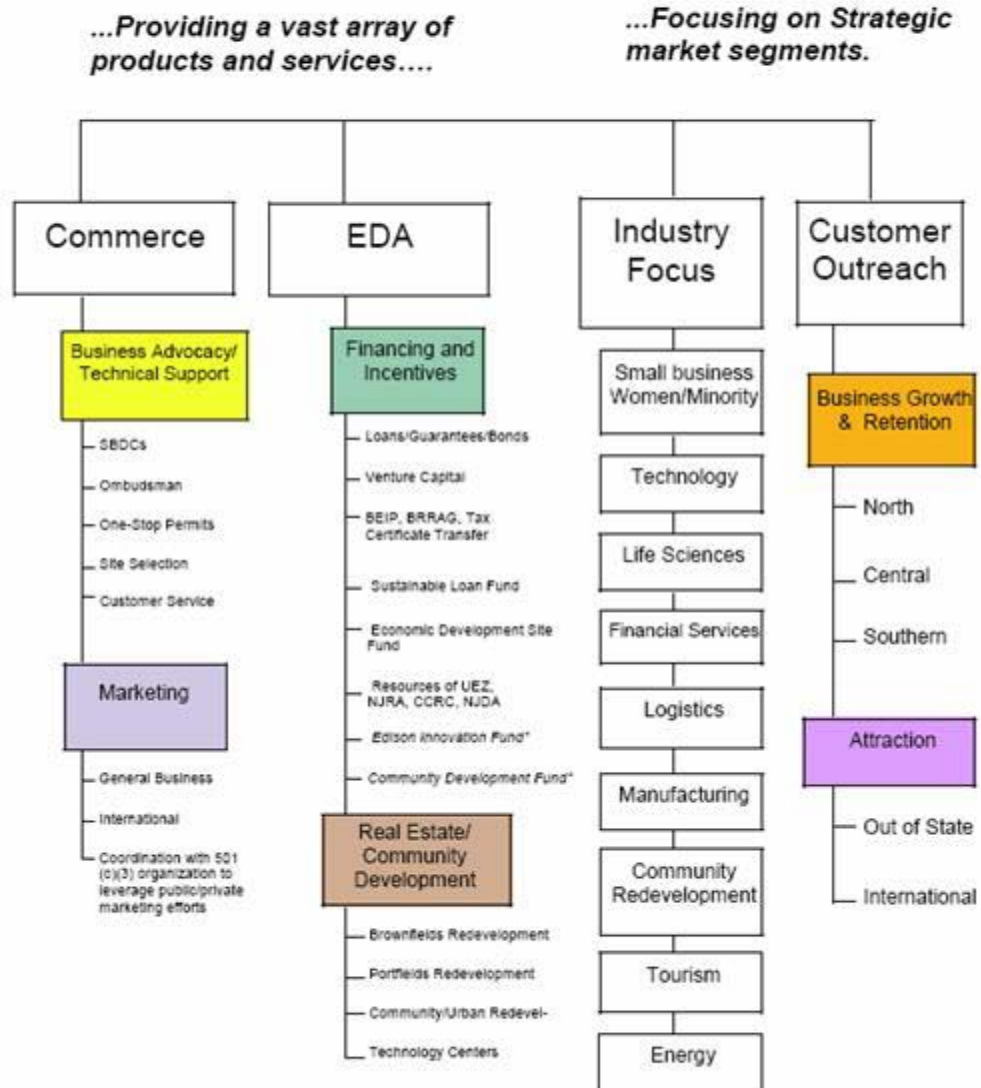 ...Providing a vast array of
products and services....
...Focusing on Strategic
market segments.
Commerce
Business Advocacy/
Technical Support
SBDCs
Ombudsman
One-Stop Permits
Site Selection
Customer Service
Marketing
General Business
International
Coordination with 501
(c)(3) organization to
leverage public/private
marketing efforts
EDA
Financing and
Incentives
Loans/Guarantees/Bonds
Venture Capital
BEIP, BRRAG, Tax
Certificate Transfer
Sustainable Loan Fund
Economic Development Site
Fund
Resources of UEZ,
NJRA, CCRC, NJDA
Edison Innovation Fund*
Community Development Fund*
Real Estate/
Community
Development
Brownfields Redevelopment
Portfields Redevelopment
Community/Urban Redevel-
Technology Centers
Industry
Focus
Small business
Women/Minority
Technology
Life Sciences
Financial Services
Logistics
Manufacturing
Community
Redevelopment
Tourism
Energy
Customer
Outreach
Business Growth
& Retention
North
Central
Southern
Attraction
Out of State
International